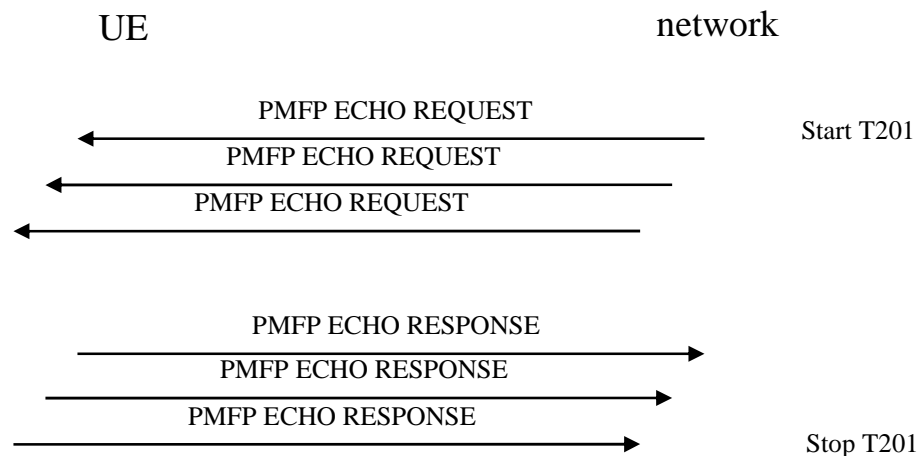 UE
network
PMFP ECHO REQUEST
Start T201
PMFP ECHO REQUEST
PMFP ECHO REQUEST
PMFP ECHO RESPONSE
PMFP ECHO RESPONSE
PMFP ECHO RESPONSE
Stop T201